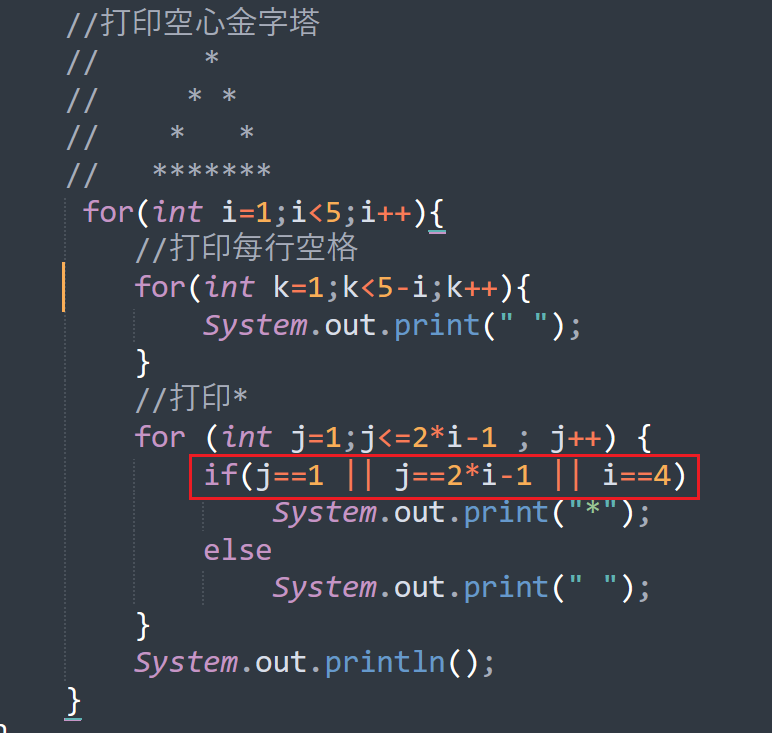 //打印空心金字塔
//      *
//     * *
//    *   *
//   *******
for(int i=1;i<5;i++){
//打印每行空格
for(int k=1;k<5-i;k++){
System.out.print(" ");
}
//打印*
for (int j=1;j<=2*i-1 ; j++) {
if(j==1 || j==2*i-1 || i==4)
System.out.print("*");
else
System.out.print(" ");
}
System.out.println();
}